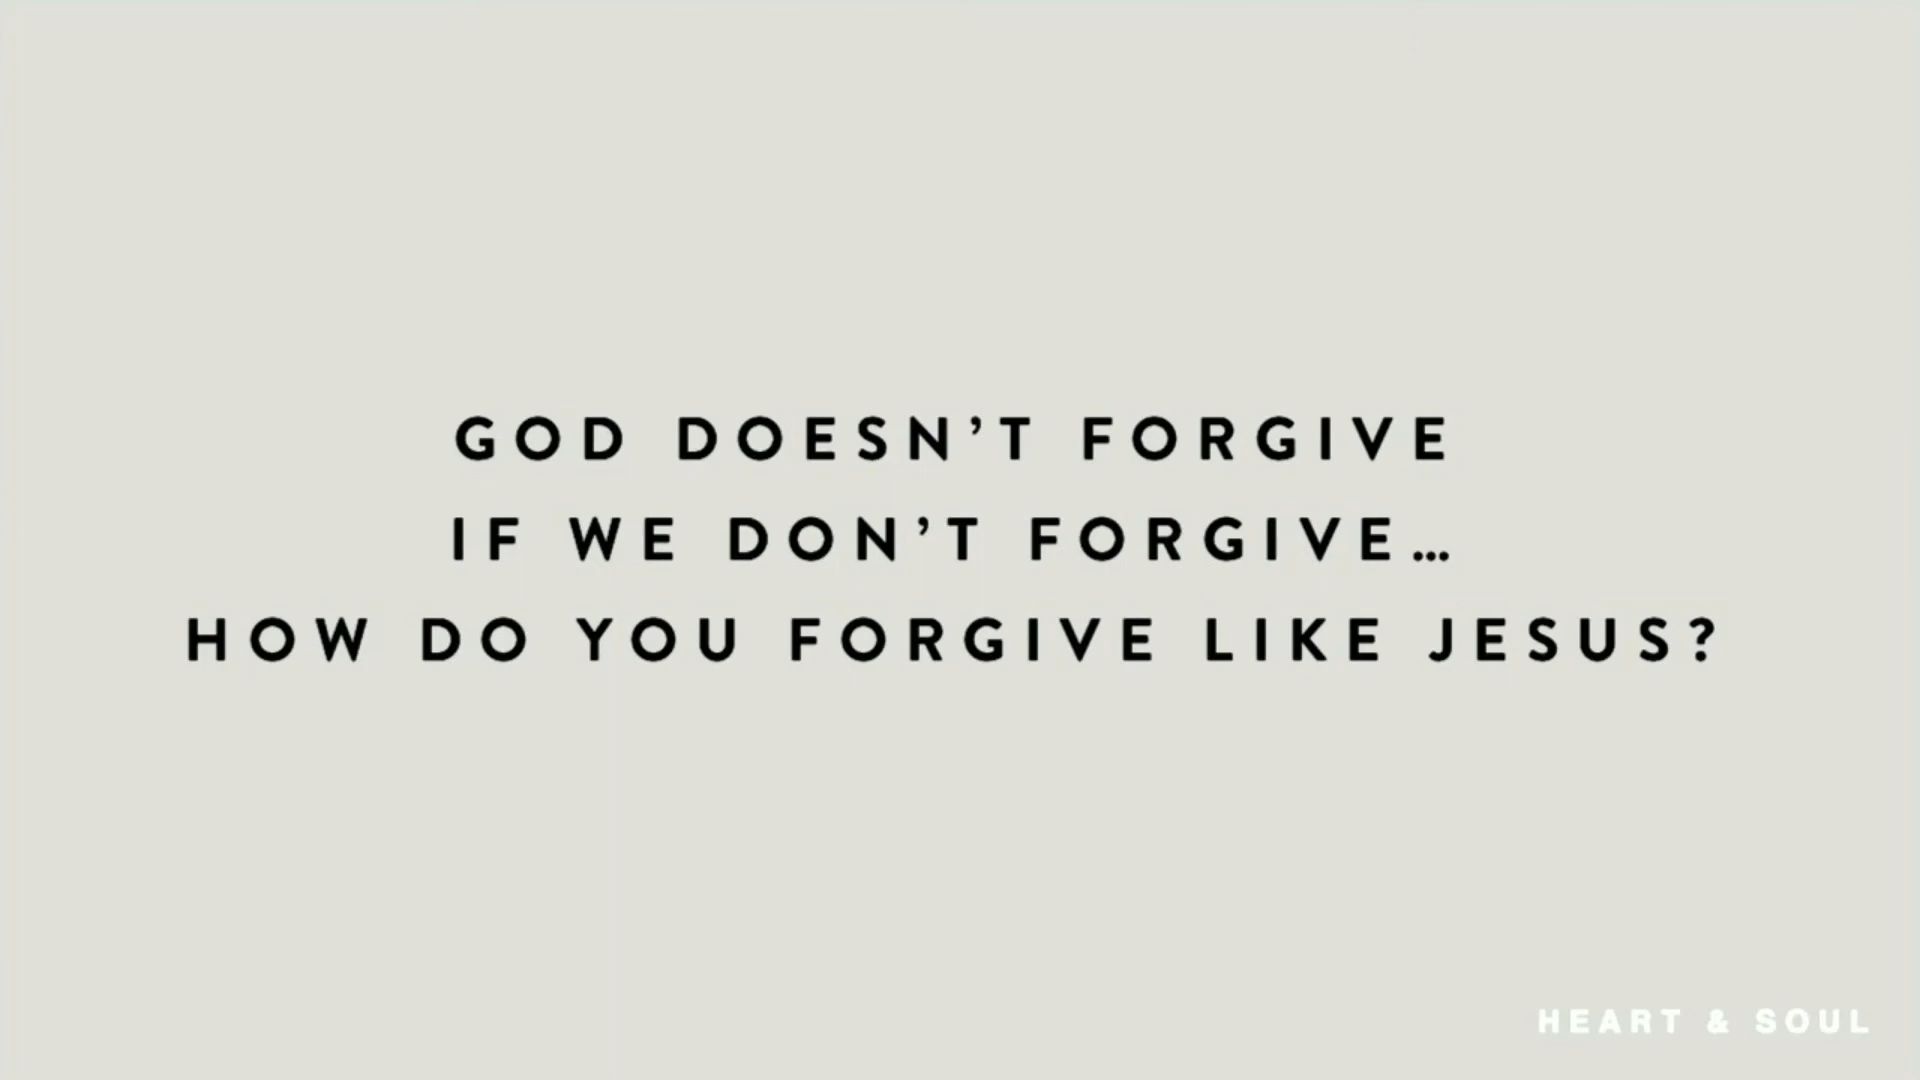 GOD DOESN’T FORGIVE
IF WE DON’T FORGIVE…
HOW DO YOU FORGIVE LIKE JESUS?
HEART & SOUL